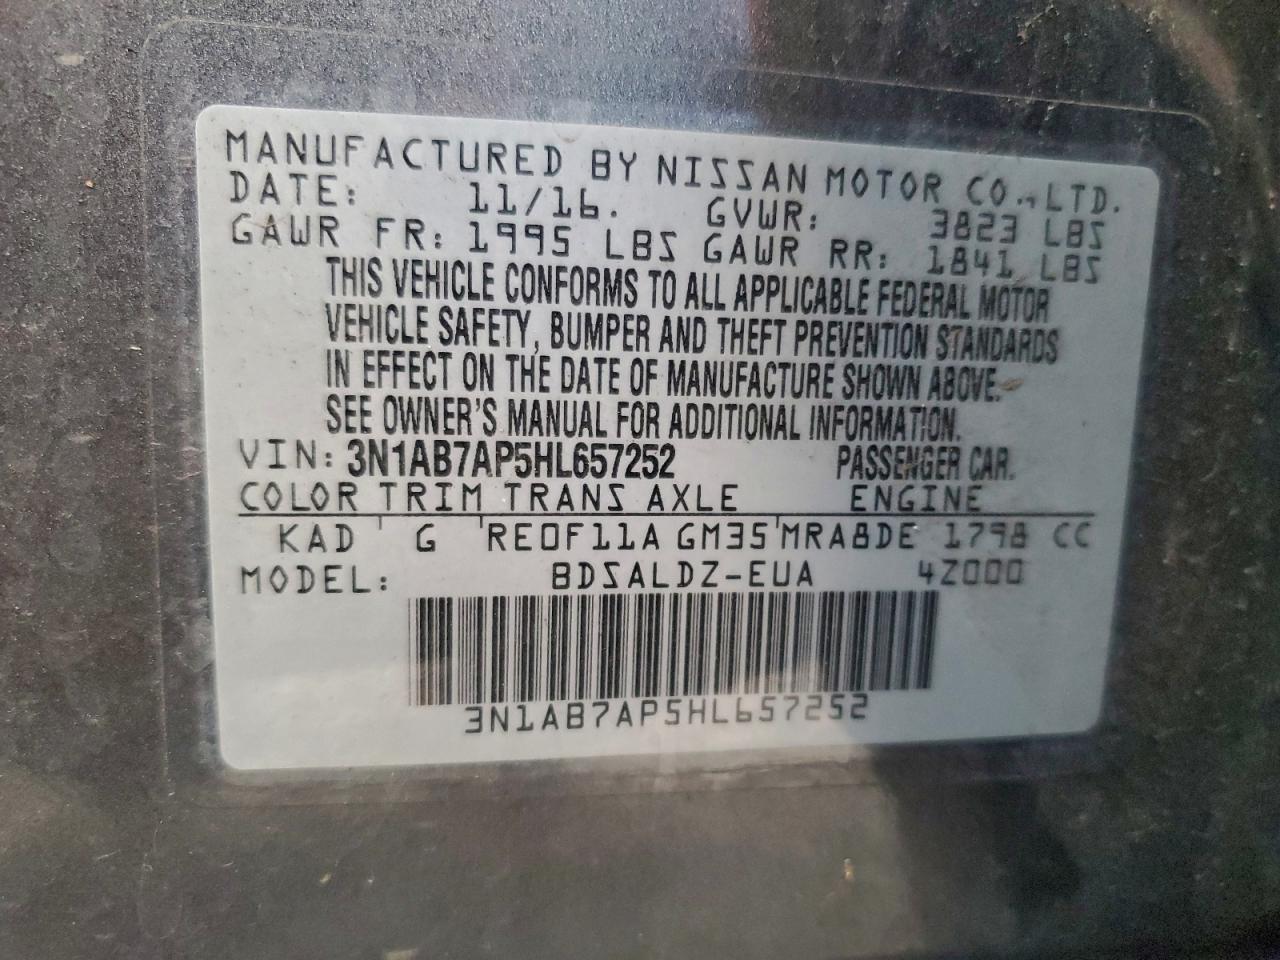 MANUFACTURED BY NISSAN MOTOR CO., LTD.
DATE: 11/16. GVWR: 3823 LBS
GAWR FR: 1995 LBS GAWR RR: 1841 LBS
THIS VEHICLE CONFORMS TO ALL APPLICABLE FEDERAL MOTOR
VEHICLE SAFETY, BUMPER AND THEFT PREVENTION STANDARDS
IN EFFECT ON THE DATE OF MANUFACTURE SHOWN ABOVE.
SEE OWNER'S MANUAL FOR ADDITIONAL INFORMATION.
VIN: 3N1AB7AP5HL657252 PASSENGER CAR.
COLOR TRIM TRANS AXLE ENGINE
KAD G RE0F11A GM35 MRA8DE 1798 CC
MODEL: BDSALDZ-EUA 4Z000
3N1AB7AP5HL657252